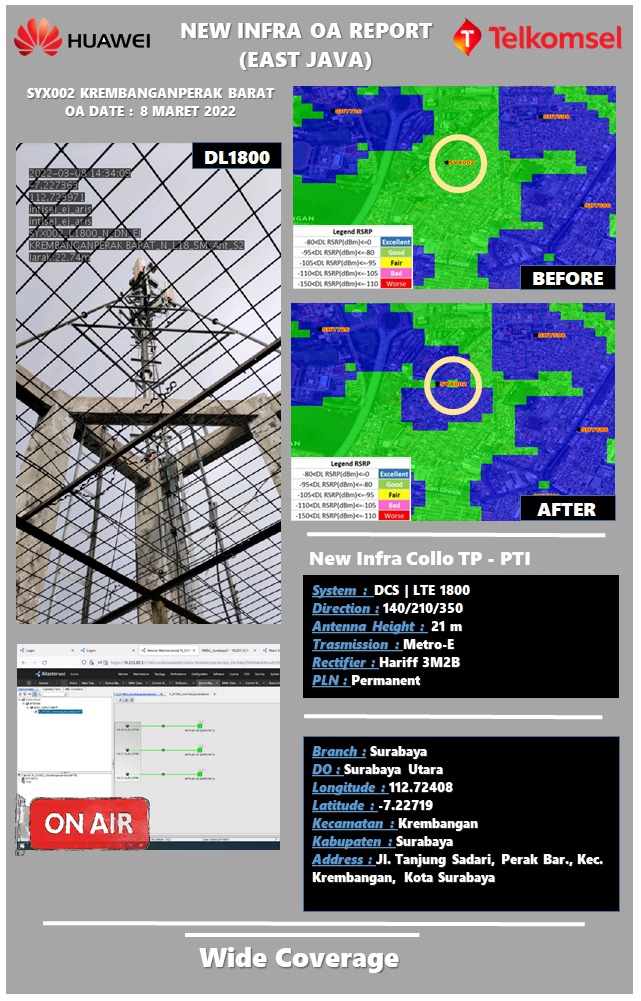 HUAWEI
NEW INFRA OA REPORT
(EAST JAVA)
Telkomsel
SYX002 KREMBANGANPERAK BARAT
OA DATE : 8 MARET 2022
DL1800
2022-03-08 14:34:09
-7.227363
112.723971
intisel_ei_aris
intisel_ei_aris
SYX002_L1800_N_DN_EJ
KREMBANGANPERAK BARAT_N_L18_SM_Ant_S2
Jarak:22.74m
SYX002
Legend RSRP
-80<DL RSRP(dBm)<=0 Excellent
-95<DL RSRP(dBm)<=-80 Good
-105<DL RSRP(dBm)<=-95 Fair
-110<DL RSRP(dBm)<=-105 Bad
-150<DL RSRP(dBm)<=-110 Worse
BEFORE
SYX002
Legend RSRP
-80<DL RSRP(dBm)<=0 Excellent
-95<DL RSRP(dBm)<=-80 Good
-105<DL RSRP(dBm)<=-95 Fair
-110<DL RSRP(dBm)<=-105 Bad
-150<DL RSRP(dBm)<=-110 Worse
AFTER
New Infra Collo TP - PTI
System : DCS | LTE 1800
Direction : 140/210/350
Antenna Height : 21 m
Trasmission : Metro-E
Rectifier : Hariff 3M2B
PLN : Permanent
ON AIR
Branch : Surabaya
DO : Surabaya Utara
Longitude : 112.72408
Latitude : -7.22719
Kecamatan : Krembangan
Kabupaten : Surabaya
Address : Jl. Tanjung Sadari, Perak Bar., Kec.
Krembangan, Kota Surabaya
Wide Coverage